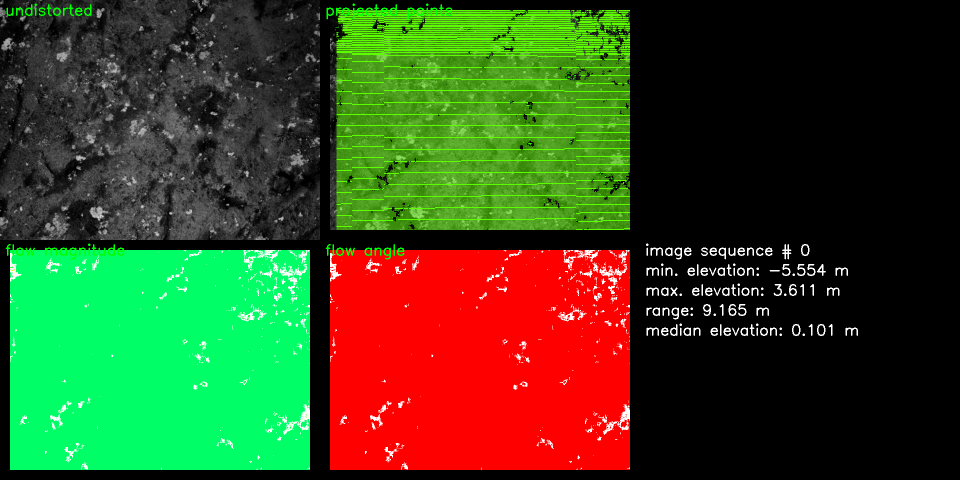 undistorted
projected points
flow magnitude
flow angle
image sequence # 0
min. elevation: −5.554 m
max. elevation: 3.611 m
range: 9.165 m
median elevation: 0.101 m